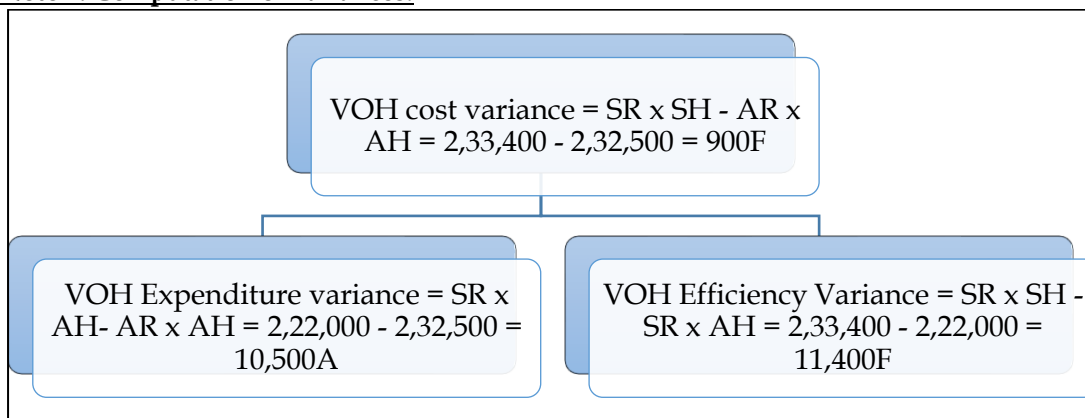 VOH cost variance = SR x SH - AR x
AH = 2,33,400 - 2,32,500 = 900F
VOH Expenditure variance = SR x
AH- AR x AH = 2,22,000 - 2,32,500 =
10,500A
VOH Efficiency Variance = SR x SH -
SR x AH = 2,33,400 - 2,22,000 =
11,400F